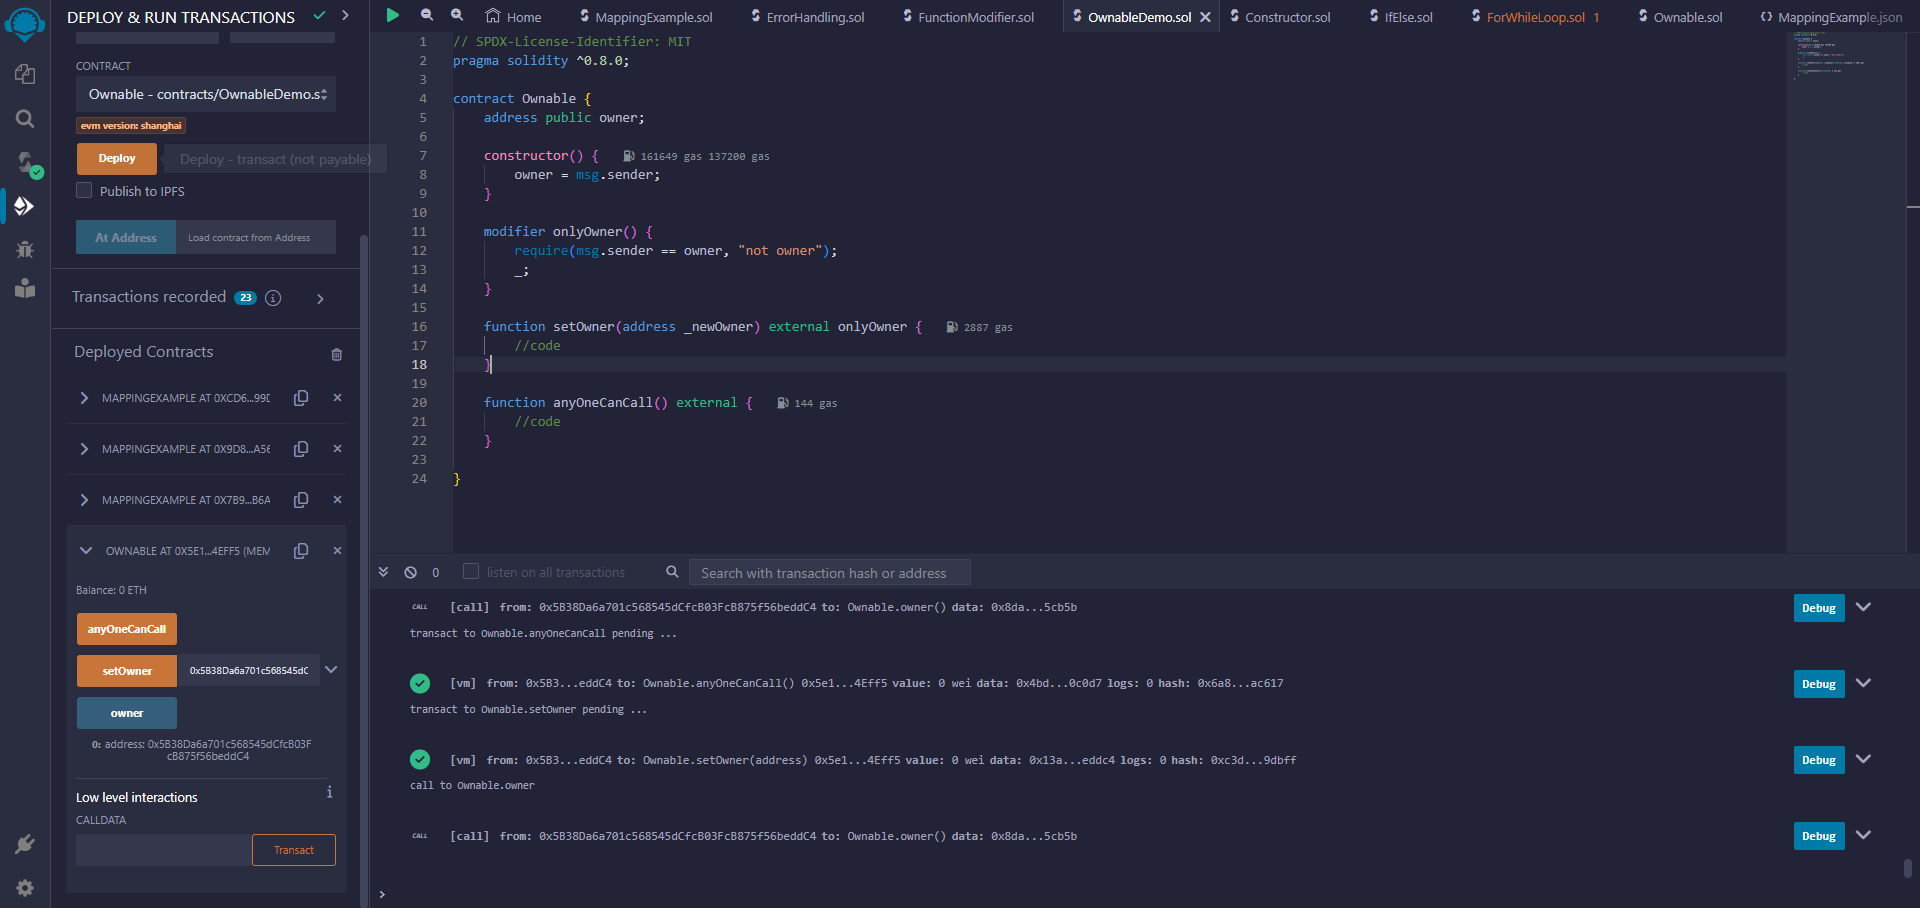 DEPLOY & RUN TRANSACTIONS
CONTRACT
Ownable - contracts/OwnableDemo.s
evm version: shanghai
Deploy
Deploy - transact (not payable)
Publish to IPFS
At Address
Load contract from Address
Transactions recorded 23
Deployed Contracts
MAPPINGEXAMPLE AT 0XCD6...99D
MAPPINGEXAMPLE AT 0X9D8...A56
MAPPINGEXAMPLE AT 0X7B9...B6A
OWNABLE AT 0X5E1...4EFF5 (MEM
Balance: 0 ETH
anyOneCanCall
setOwner 0x5B38Da6a701c568545dC
owner
0: address: 0x5B38Da6a701c568545dCfcB03F
cB875f56beddC4
Low level interactions
CALLDATA
Transact
Home MappingExample.sol ErrorHandling.sol FunctionModifier.sol OwnableDemo.sol Constructor.sol IfElse.sol ForWhileLoop.sol 1 Ownable.sol {} MappingExample.json
1 // SPDX-License-Identifier: MIT
2 pragma solidity ^0.8.0;
3
4 contract Ownable {
5 address public owner;
6
7 constructor() { 161649 gas 137200 gas
8 owner = msg.sender;
9 }
10
11 modifier onlyOwner() {
12 require(msg.sender == owner, "not owner");
13 _;
14 }
15
16 function setOwner(address _newOwner) external onlyOwner { 2887 gas
17 //code
18 }
19
20 function anyOneCanCall() external { 144 gas
21 //code
22 }
23
24 }
0 listen on all transactions Search with transaction hash or address
CALL [call] from: 0x5B38Da6a701c568545dCfcB03FcB875f56beddC4 to: Ownable.owner() data: 0x8da...5cb5b Debug
transact to Ownable.anyOneCanCall pending ...
[vm] from: 0x5B3...eddC4 to: Ownable.anyOneCanCall() 0x5e1...4Eff5 value: 0 wei data: 0x4bd...0c0d7 logs: 0 hash: 0x6a8...ac617 Debug
transact to Ownable.setOwner pending ...
[vm] from: 0x5B3...eddC4 to: Ownable.setOwner(address) 0x5e1...4Eff5 value: 0 wei data: 0x13a...eddc4 logs: 0 hash: 0xc3d...9dbff Debug
call to Ownable.owner
CALL [call] from: 0x5B38Da6a701c568545dCfcB03FcB875f56beddC4 to: Ownable.owner() data: 0x8da...5cb5b Debug
>